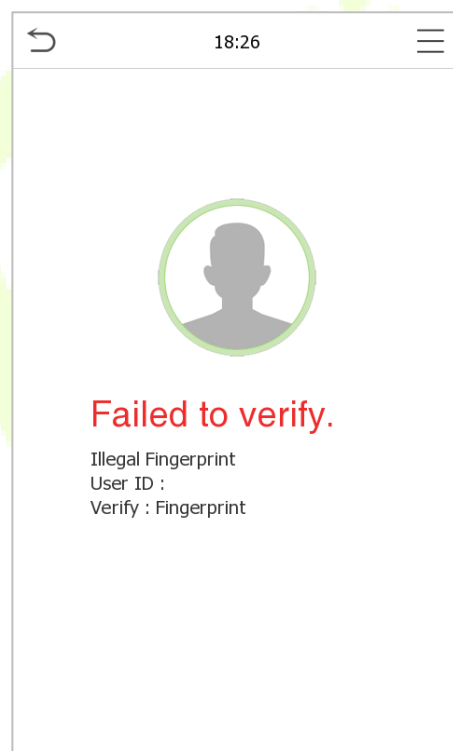 18:26
Failed to verify.
Illegal Fingerprint
User ID :
Verify : Fingerprint